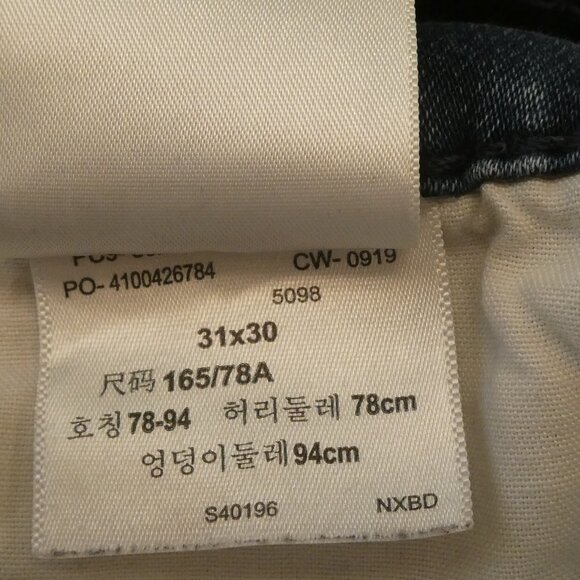 PO- 4100426784 CW- 0919
5098
31x30
尺码 165/78A
호칭 78-94 허리둘레 78cm
엉덩이둘레 94cm
S40196 NXBD